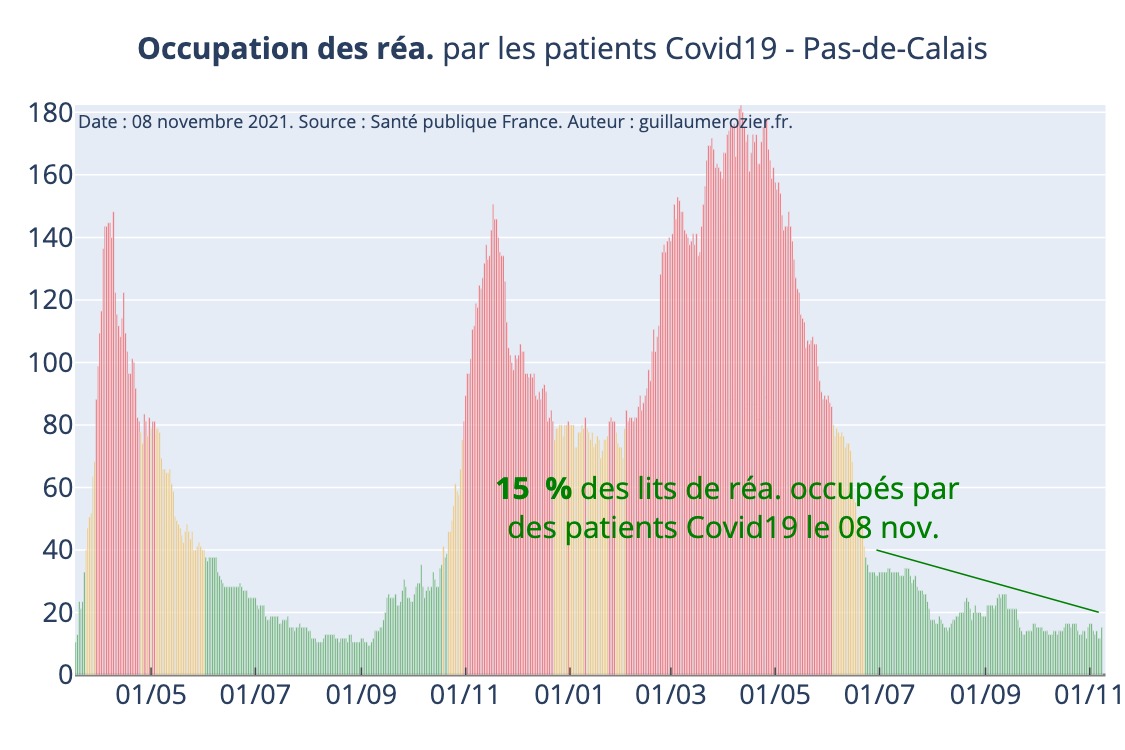 Occupation des réa. par les patients Covid19 - Pas-de-Calais
180
Date : 08 novembre 2021. Source : Santé publique France. Auteur : guillaumerozier.fr.
160
140
120
100
80
60
15 % des lits de réa. occupés par
des patients Covid19 le 08 nov.
40
20
0
01/05 01/07 01/09 01/11 01/01 01/03 01/05 01/07 01/09 01/11